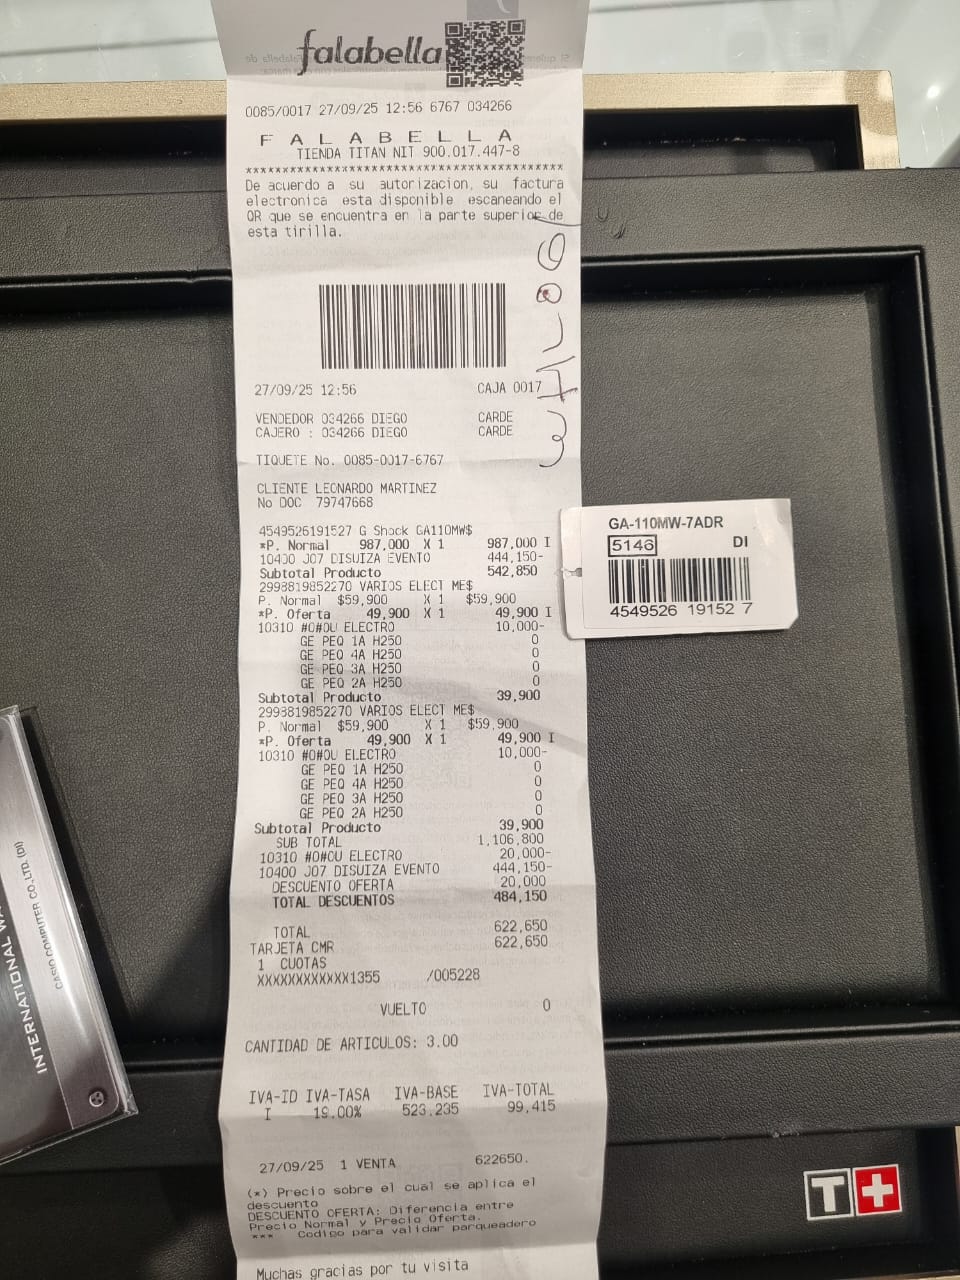 falabella
0085/0017 27/09/25 12:56 6767 034266
F A L A B E L L A
TIENDA TITAN NIT 900.017.447-8
****************************************
De acuerdo a su autorizacion, su factura
electronica esta disponible escaneando el
QR que se encuentra en la parte superior de
esta tirilla.
27/09/25 12:56 CAJA 0017
VENDEDOR 034266 DIEGO CARDE
CAJERO : 034266 DIEGO CARDE
TIQUETE No. 0085-0017-6767
CLIENTE LEONARDO MARTINEZ
No DOC 79747668
4549526191527 G Shock GA110MW$
*P. Normal 987,000 X 1 987,000 I
10400 J07 DISUIZA EVENTO 444,150-
Subtotal Producto 542,850
2998819852270 VARIOS ELECT ME$
P. Normal $59,900 X 1 $59,900
*P. Oferta 49,900 X 1 49,900 I
10310 #0#OU ELECTRO 10,000-
GE PEQ 1A H250 0
GE PEQ 4A H250 0
GE PEQ 3A H250 0
GE PEQ 2A H250 0
Subtotal Producto 39,900
2998819852270 VARIOS ELECT ME$
P. Normal $59,900 X 1 $59,900
*P. Oferta 49,900 X 1 49,900 I
10310 #0#OU ELECTRO 10,000-
GE PEQ 1A H250 0
GE PEQ 4A H250 0
GE PEQ 3A H250 0
GE PEQ 2A H250 0
Subtotal Producto 39,900
SUB TOTAL 1,106,800
10310 #0#OU ELECTRO 20,000-
10400 J07 DISUIZA EVENTO 444,150-
DESCUENTO OFERTA 20,000
TOTAL DESCUENTOS 484,150
TOTAL 622,650
TARJETA CMR 622,650
1 CUOTAS
XXXXXXXXXXXX1355 /005228
VUELTO 0
CANTIDAD DE ARTICULOS: 3.00
IVA-ID IVA-TASA IVA-BASE IVA-TOTAL
I 19.00% 523.235 99,415
27/09/25 1 VENTA 622650.
(*) Precio sobre el cual se aplica el
descuento
DESCUENTO OFERTA: Diferencia entre
Precio Normal y Precio Oferta.
*** Codigo para validar parqueadero
Muchas gracias por tu visita
GA-110MW-7ADR
5146 DI
4549526 19152 7
INTERNATIONAL
CASIO COMPUTER CO.,LTD. (DI)
T+